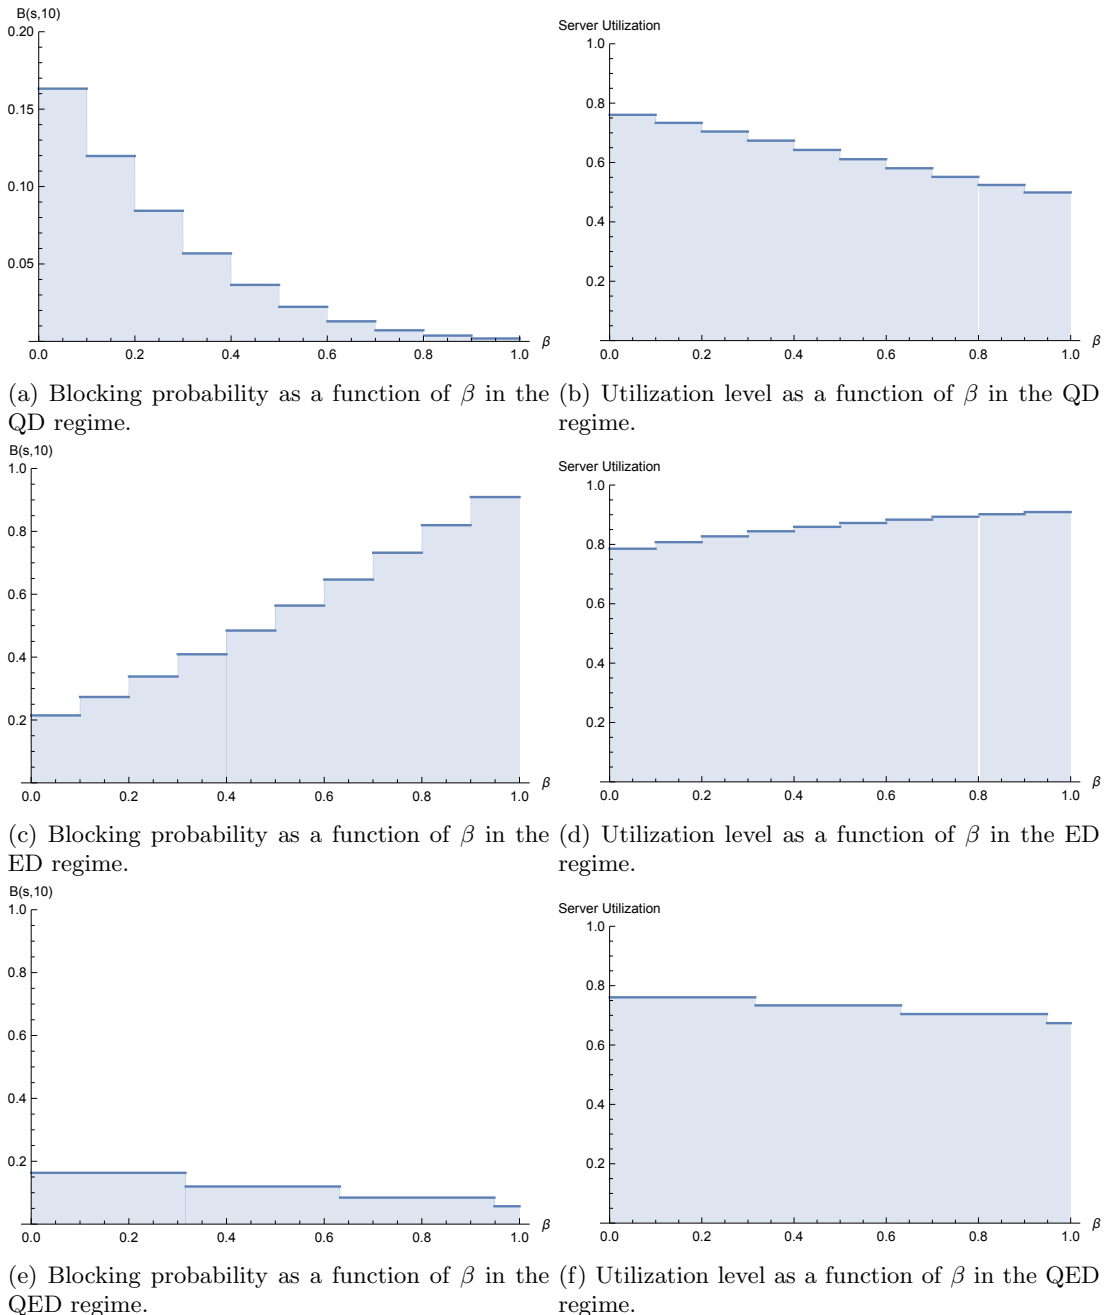 B(s,10)
0.20
0.15
0.10
0.05
0.0 0.2 0.4 0.6 0.8 1.0 β
Server Utilization
1.0
0.8
0.6
0.4
0.2
0.0 0.2 0.4 0.6 0.8 1.0 β
(a) Blocking probability as a function of β in the
QD regime.
(b) Utilization level as a function of β in the QD
regime.
B(s,10)
1.0
0.8
0.6
0.4
0.2
0.0 0.2 0.4 0.6 0.8 1.0 β
Server Utilization
1.0
0.8
0.6
0.4
0.2
0.0 0.2 0.4 0.6 0.8 1.0 β
(c) Blocking probability as a function of β in the
ED regime.
(d) Utilization level as a function of β in the ED
regime.
B(s,10)
1.0
0.8
0.6
0.4
0.2
0.0 0.2 0.4 0.6 0.8 1.0 β
Server Utilization
1.0
0.8
0.6
0.4
0.2
0.0 0.2 0.4 0.6 0.8 1.0 β
(e) Blocking probability as a function of β in the
QED regime.
(f) Utilization level as a function of β in the QED
regime.